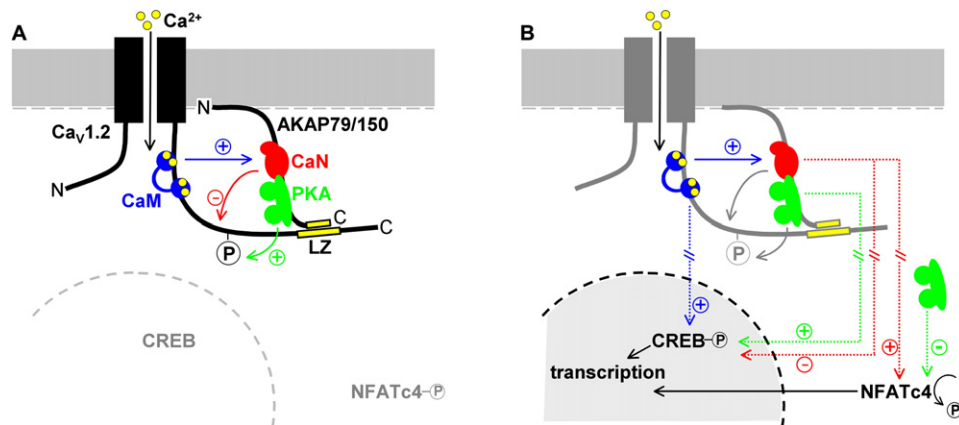 A
Ca²⁺
N
AKAP79/150
Caᵥ1.2
+
CaN
N
CaM
−
PKA
C
C
P
+
LZ
CREB
NFATc4-P
B
+
P
+
+
CREB-P
−
+
−
transcription
NFATc4
P